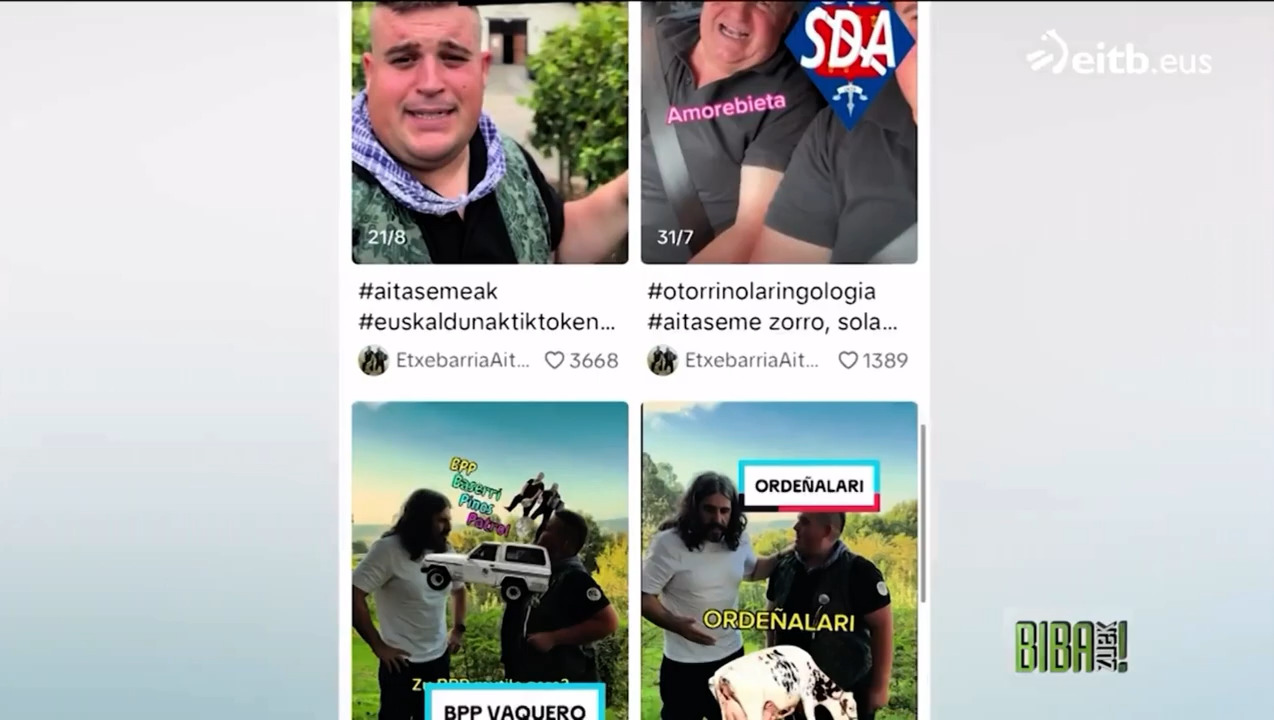 eitb.eus
SDA
Amorebieta
21/8
31/7
#aitasemeak
#euskaldunaktiktoken...
#otorrinolaringologia
#aitaseme zorro, sola...
EtxebarriaAit...
3668
EtxebarriaAit...
1389
BPP
Baserri
Pinos
Patrol
ORDEÑALARI
ORDEÑALARI
BPP VAQUERO
BIBA ZUEK!